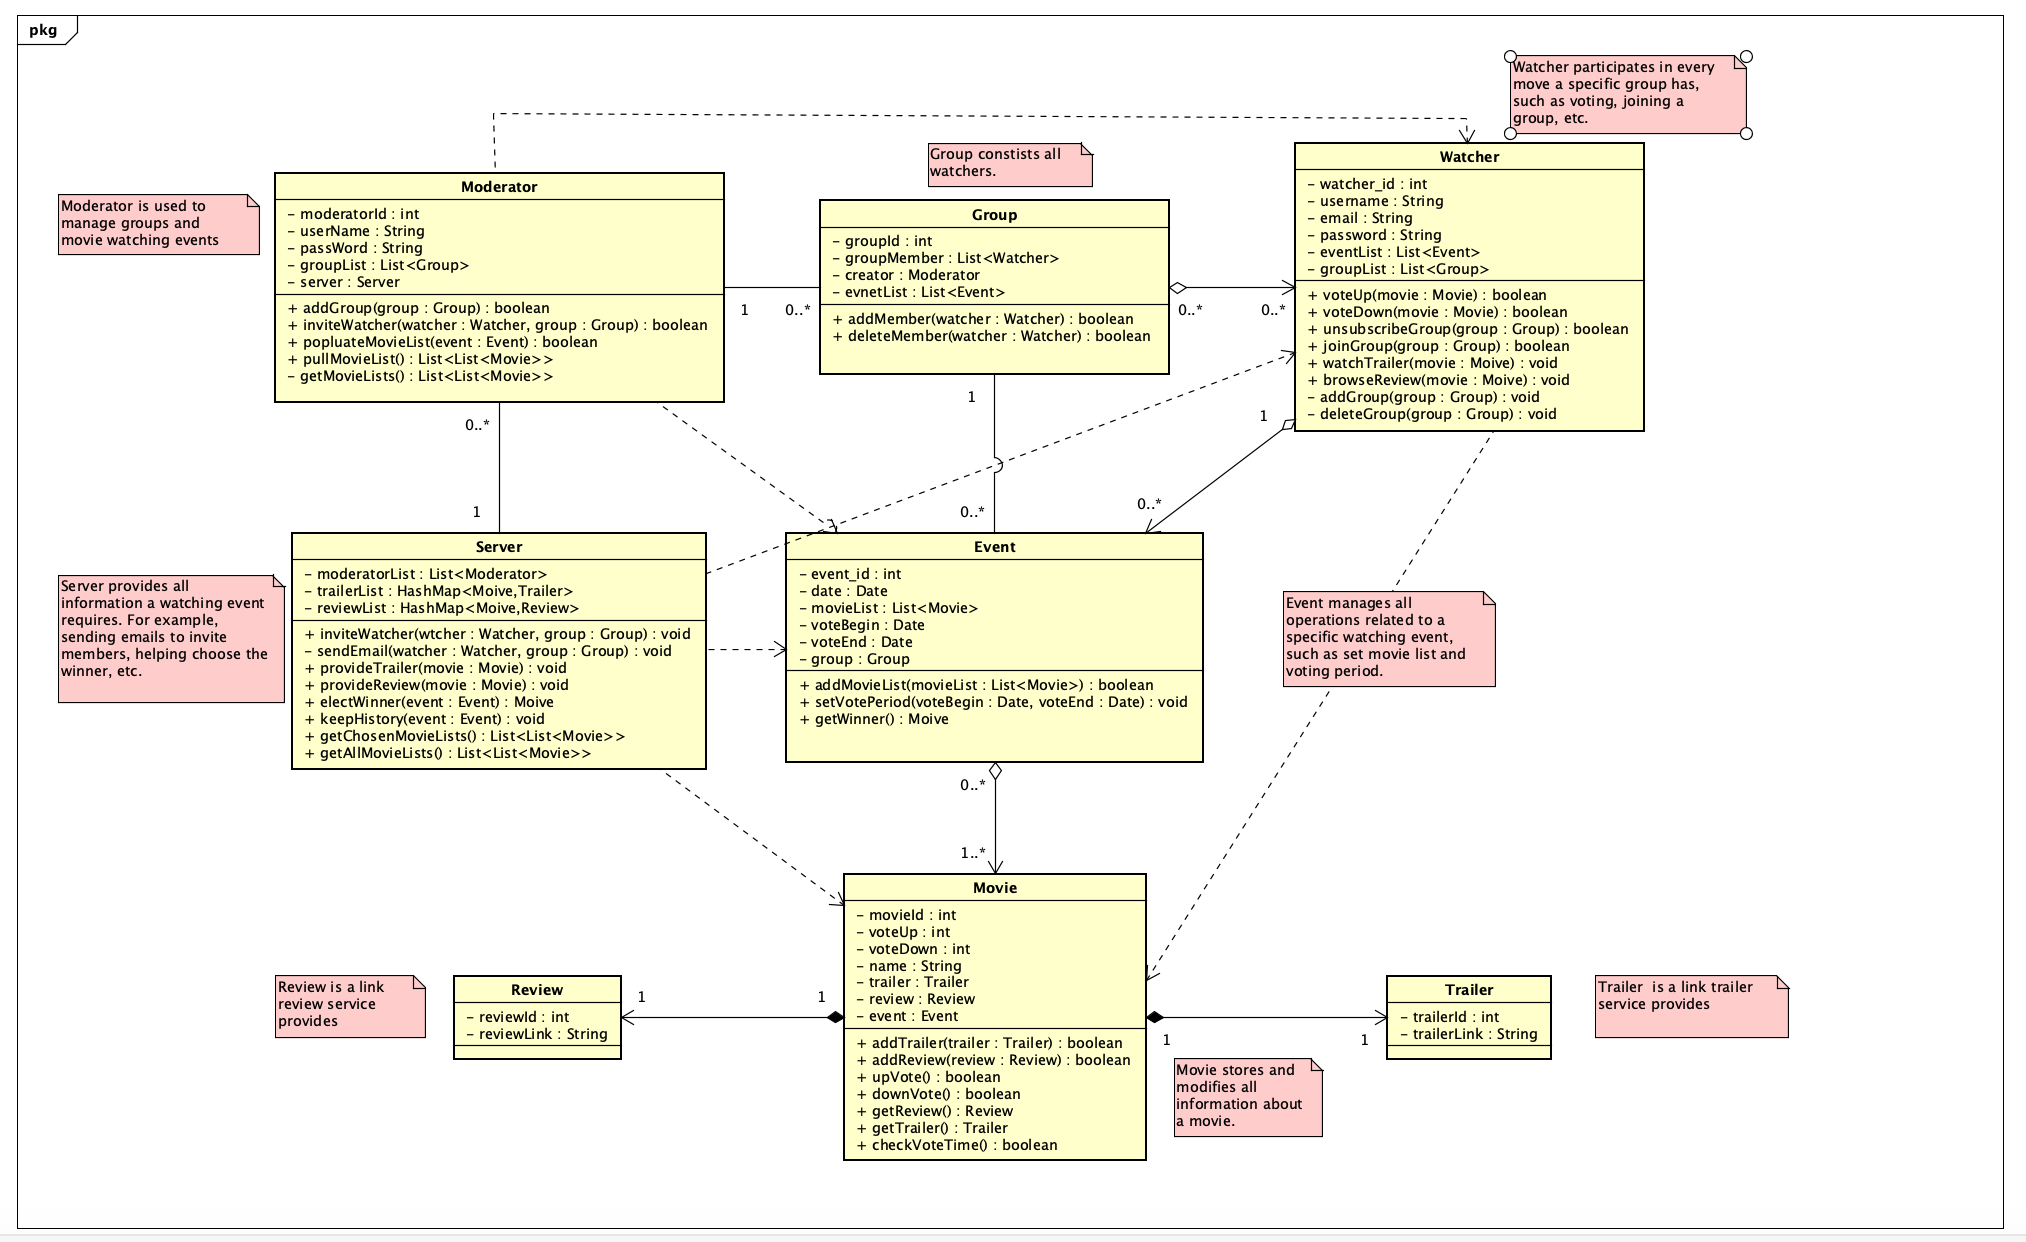 pkg
Watcher participates in every
move a specific group has,
such as voting, joining a
group, etc.
Group constists all
watchers.
Moderator is used to
manage groups and
movie watching events
Moderator
– moderatorId : int
– userName : String
– passWord : String
– groupList : List<Group>
– server : Server
+ addGroup(group : Group) : boolean
+ inviteWatcher(watcher : Watcher, group : Group) : boolean
+ popluateMovieList(event : Event) : boolean
+ pullMovieList() : List<List<Movie>>
– getMovieLists() : List<List<Movie>>
Group
– groupId : int
– groupMember : List<Watcher>
– creator : Moderator
– evnetList : List<Event>
+ addMember(watcher : Watcher) : boolean
+ deleteMember(watcher : Watcher) : boolean
Watcher
– watcher_id : int
– username : String
– email : String
– password : String
– eventList : List<Event>
– groupList : List<Group>
+ voteUp(movie : Movie) : boolean
+ voteDown(movie : Movie) : boolean
+ unsubscribeGroup(group : Group) : boolean
+ joinGroup(group : Group) : boolean
+ watchTrailer(movie : Moive) : void
+ browseReview(movie : Moive) : void
– addGroup(group : Group) : void
– deleteGroup(group : Group) : void
1
0..*
0..*
0..*
0..*
1
1
0..*
1
0..*
Server provides all
information a watching event
requires. For example,
sending emails to invite
members, helping choose the
winner, etc.
Server
– moderatorList : List<Moderator>
– trailerList : HashMap<Moive,Trailer>
– reviewList : HashMap<Moive,Review>
+ inviteWatcher(wtcher : Watcher, group : Group) : void
– sendEmail(watcher : Watcher, group : Group) : void
+ provideTrailer(movie : Movie) : void
+ provideReview(movie : Movie) : void
+ electWinner(event : Event) : Moive
+ keepHistory(event : Event) : void
+ getChosenMovieLists() : List<List<Movie>>
+ getAllMovieLists() : List<List<Movie>>
Event
– event_id : int
– date : Date
– movieList : List<Movie>
– voteBegin : Date
– voteEnd : Date
– group : Group
+ addMovieList(movieList : List<Movie>) : boolean
+ setVotePeriod(voteBegin : Date, voteEnd : Date) : void
+ getWinner() : Moive
Event manages all
operations related to a
specific watching event,
such as set movie list and
voting period.
0..*
1..*
Review is a link
review service
provides
Review
– reviewId : int
– reviewLink : String
1
1
Movie
– movieId : int
– voteUp : int
– voteDown : int
– name : String
– trailer : Trailer
– review : Review
– event : Event
+ addTrailer(trailer : Trailer) : boolean
+ addReview(review : Review) : boolean
+ upVote() : boolean
+ downVote() : boolean
+ getReview() : Review
+ getTrailer() : Trailer
+ checkVoteTime() : boolean
1
1
Trailer
– trailerId : int
– trailerLink : String
Trailer  is a link trailer
service provides
Movie stores and
modifies all
information about
a movie.